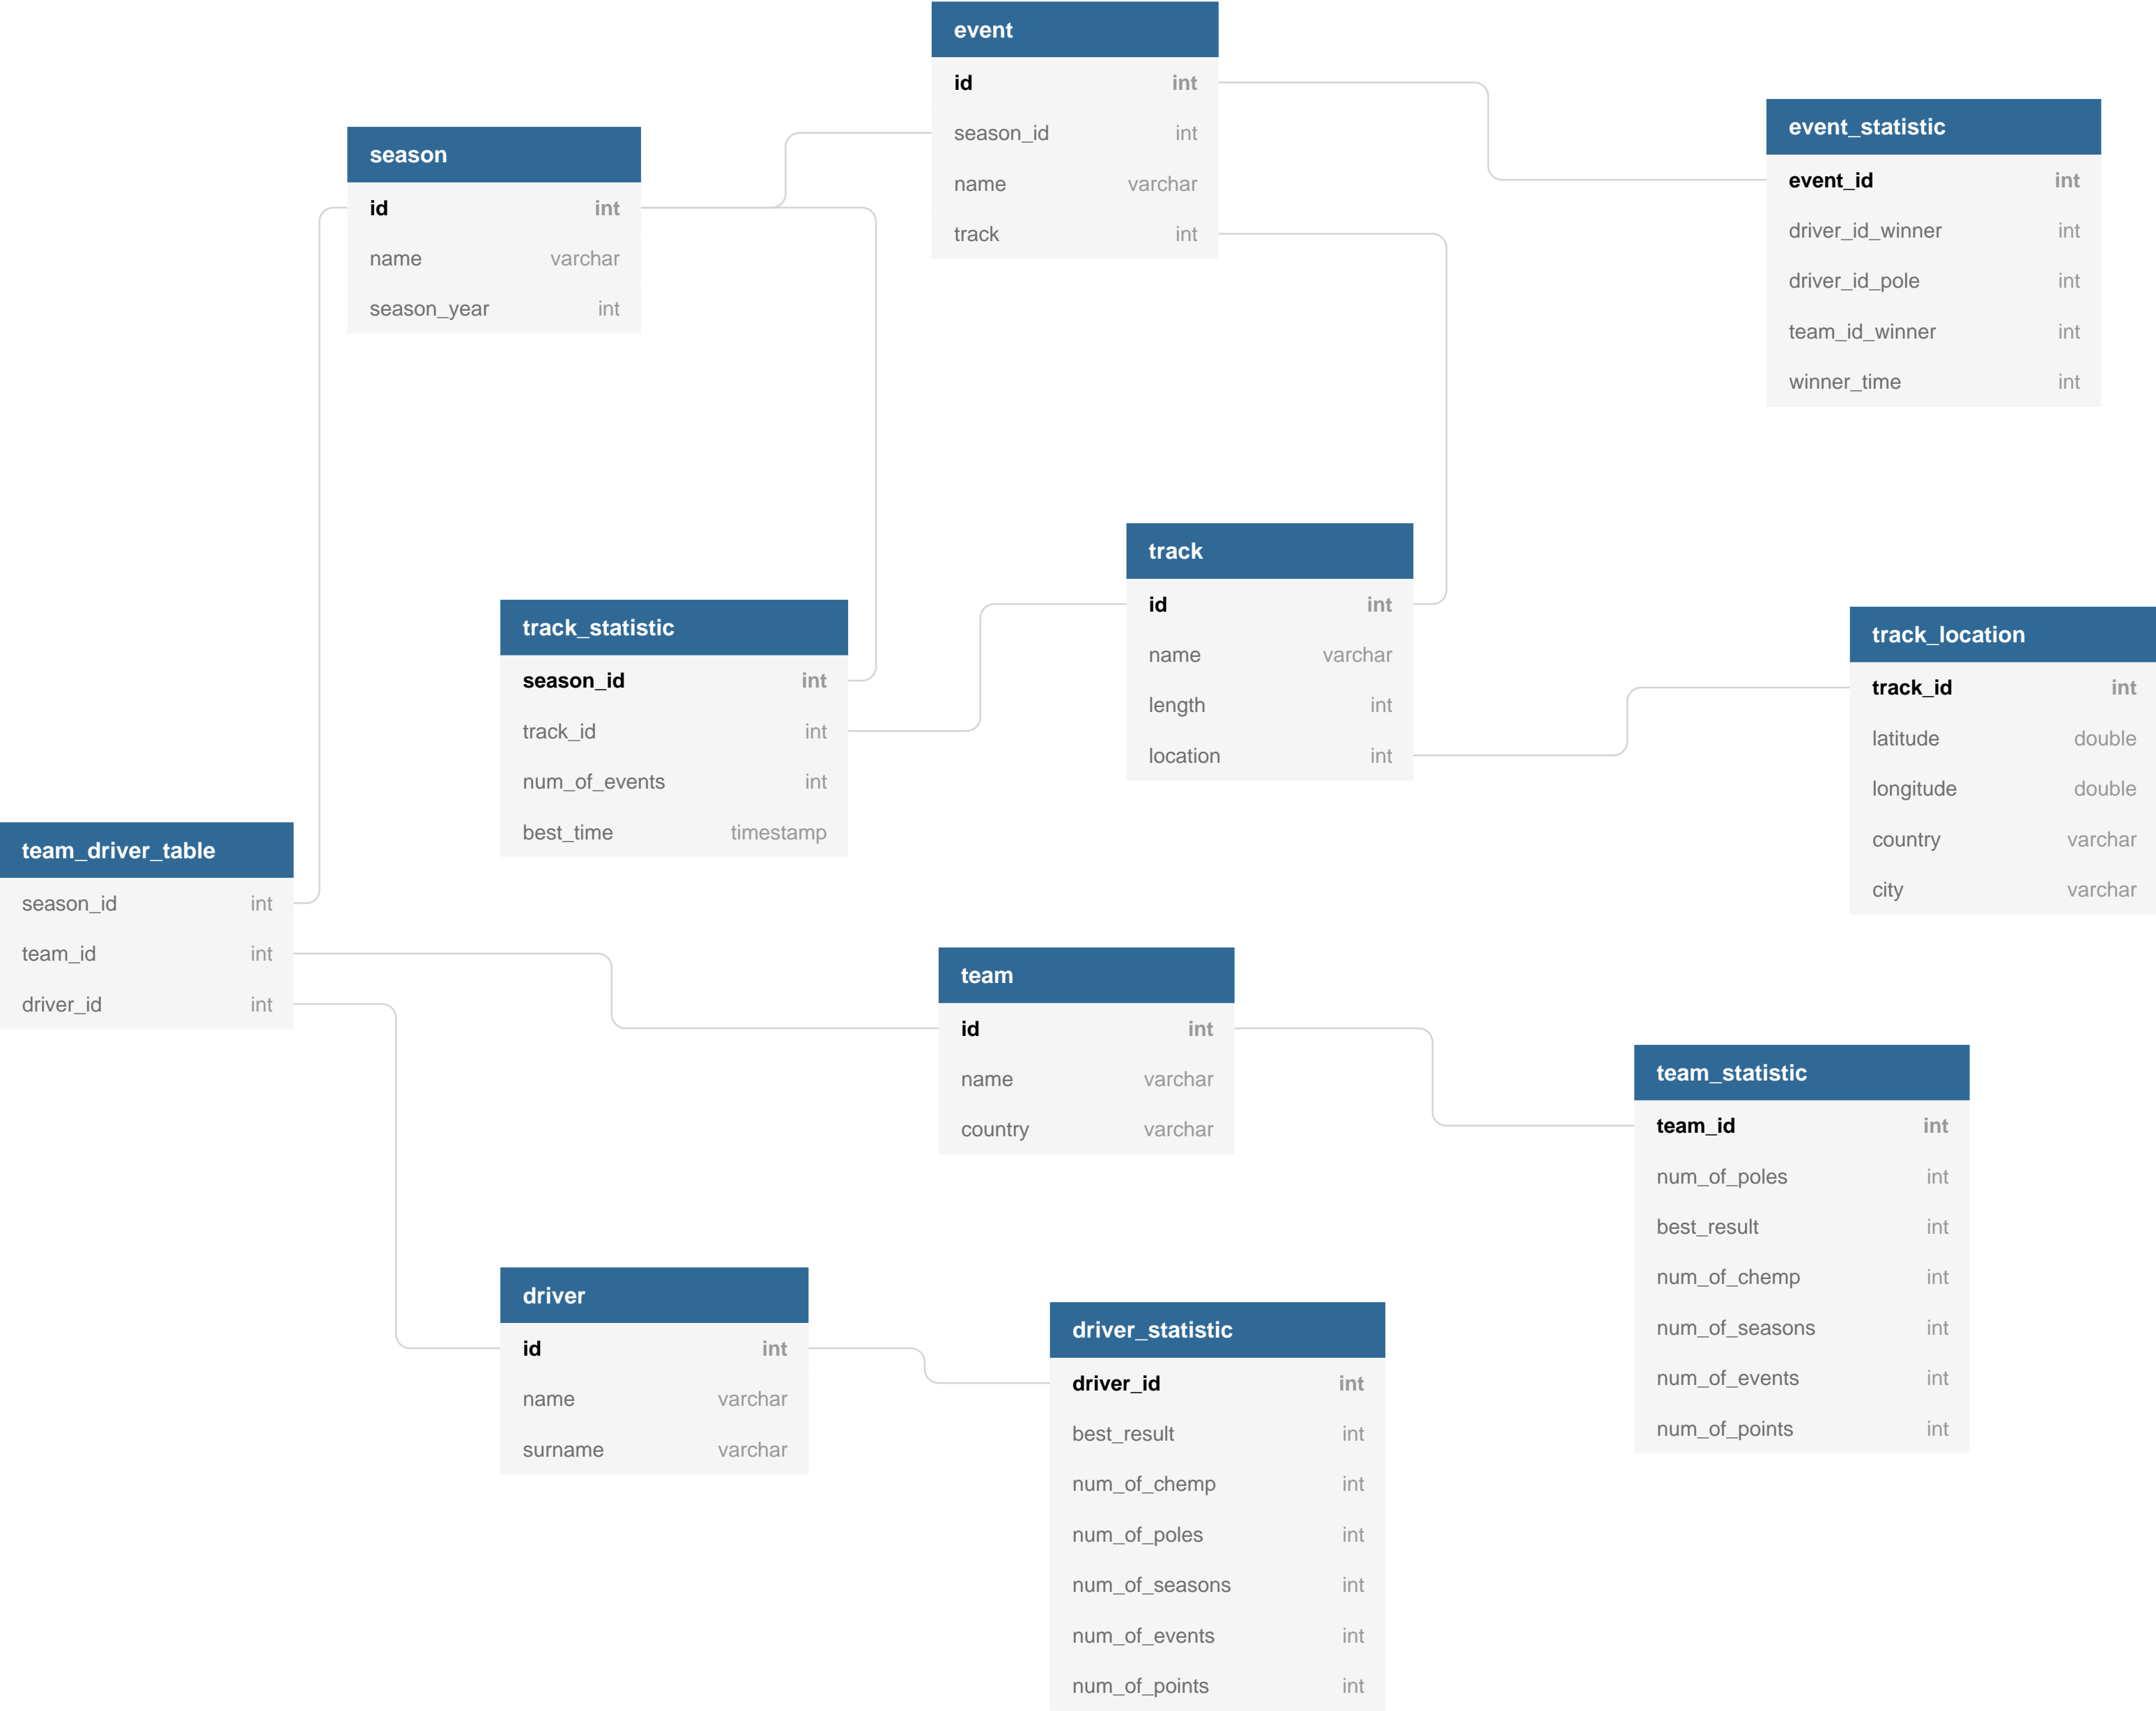 event
id int
season_id int
name varchar
track int
season
id int
name varchar
season_year int
event_statistic
event_id int
driver_id_winner int
driver_id_pole int
team_id_winner int
winner_time int
track
id int
name varchar
length int
location int
track_statistic
season_id int
track_id int
num_of_events int
best_time timestamp
track_location
track_id int
latitude double
longitude double
country varchar
city varchar
team_driver_table
season_id int
team_id int
driver_id int
team
id int
name varchar
country varchar
team_statistic
team_id int
num_of_poles int
best_result int
num_of_chemp int
num_of_seasons int
num_of_events int
num_of_points int
driver
id int
name varchar
surname varchar
driver_statistic
driver_id int
best_result int
num_of_chemp int
num_of_poles int
num_of_seasons int
num_of_events int
num_of_points int